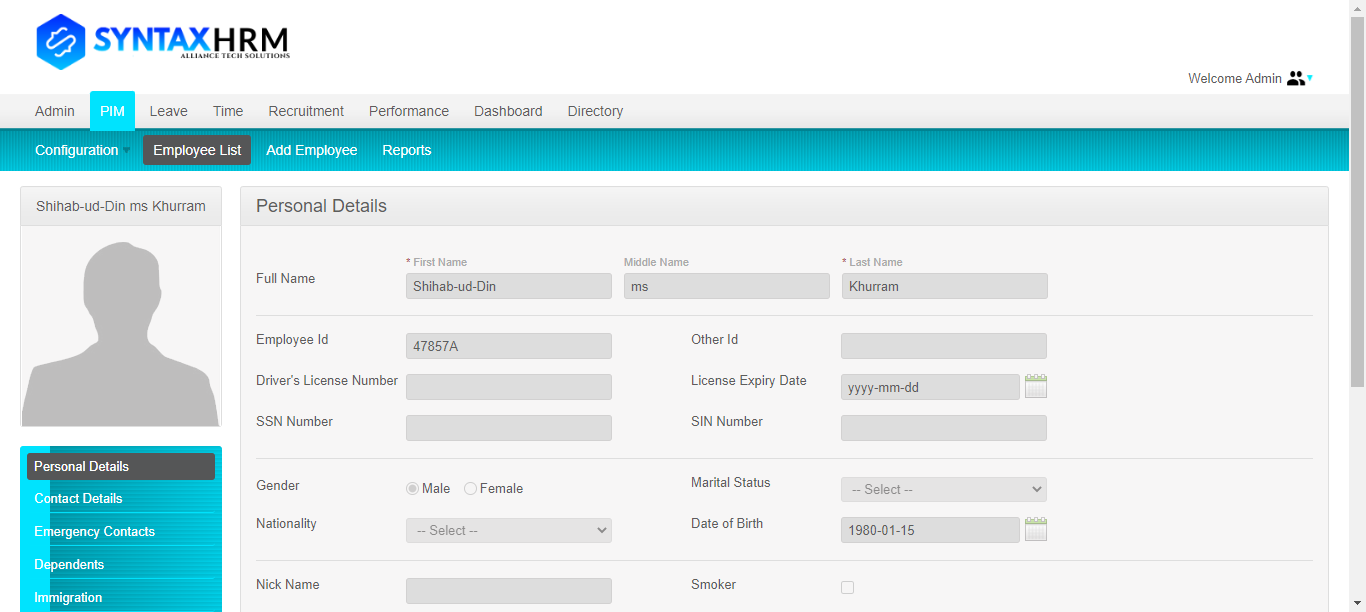 SYNTAXHRM
ALLIANCE TECH SOLUTIONS
Welcome Admin
Admin PIM Leave Time Recruitment Performance Dashboard Directory
Configuration Employee List Add Employee Reports
Shihab-ud-Din ms Khurram
Personal Details
* First Name Middle Name * Last Name
Full Name Shihab-ud-Din ms Khurram
Employee Id 47857A Other Id
Driver's License Number License Expiry Date yyyy-mm-dd
SSN Number SIN Number
Gender Male Female Marital Status -- Select --
Nationality -- Select -- Date of Birth 1980-01-15
Nick Name Smoker
Personal Details
Contact Details
Emergency Contacts
Dependents
Immigration